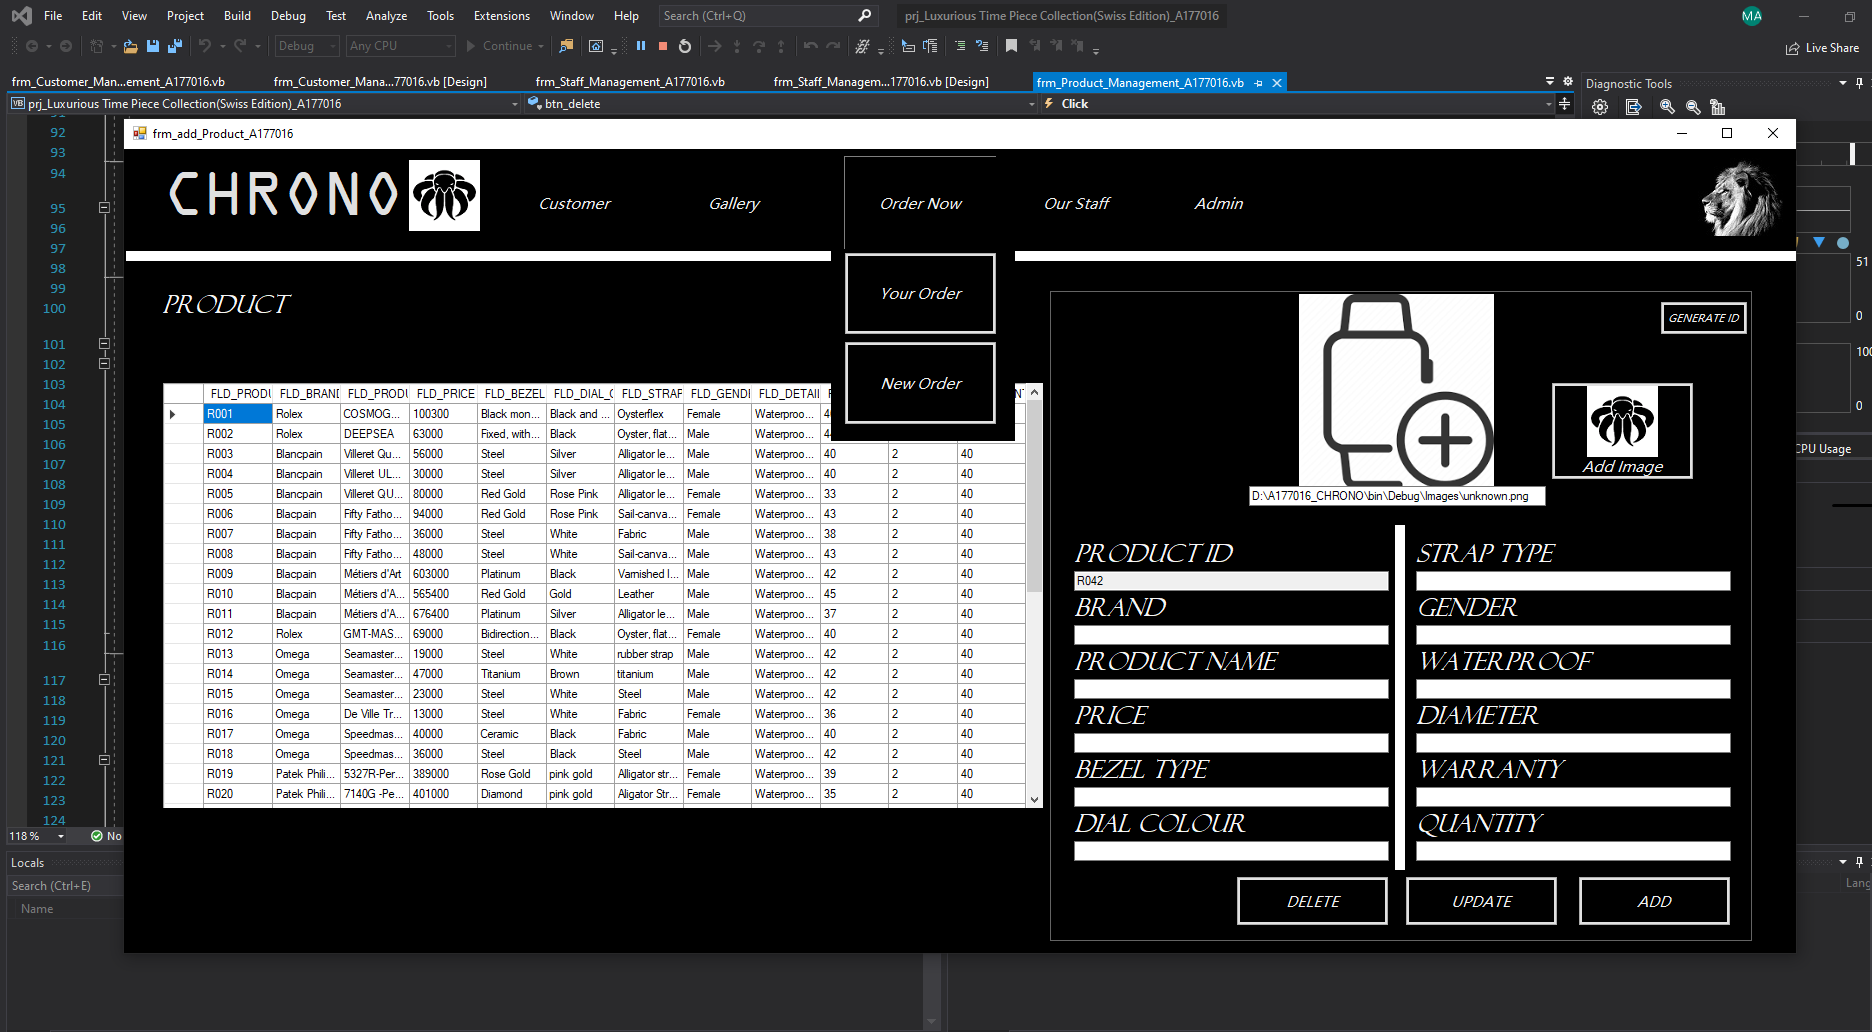 File Edit View Project Build Debug Test Analyze Tools Extensions Window Help Search (Ctrl+Q) prj_Luxurious Time Piece Collection(Swiss Edition)_A177016 MA
Debug Any CPU Continue Live Share
frm_Customer_Man...ement_A177016.vb frm_Customer_Mana...77016.vb [Design] frm_Staff_Management_A177016.vb frm_Staff_Managem...177016.vb [Design] frm_Product_Management_A177016.vb Diagnostic Tools
VB prj_Luxurious Time Piece Collection(Swiss Edition)_A177016 btn_delete Click
92
93
94
95
96
97
98
99
100
101
102
103
104
105
106
107
108
109
110
111
112
113
114
115
116
117
118
119
120
121
122
123
124
118 % No
Locals
Search (Ctrl+E)
Name
frm_add_Product_A177016
CHRONO Customer Gallery Order Now Our Staff Admin
Your Order
New Order
PRODUCT
FLD_PRODU FLD_BRAND FLD_PRODU FLD_PRICE FLD_BEZEL FLD_DIAL_C FLD_STRAP FLD_GENDE FLD_DETAIL
R001 Rolex COSMOG... 100300 Black mon... Black and ... Oysterflex Female Waterproo...
R002 Rolex DEEPSEA 63000 Fixed, with... Black Oyster, flat... Male Waterproo...
R003 Blancpain Villeret Qu... 56000 Steel Silver Alligator le... Male Waterproo... 40 2 40
R004 Blancpain Villeret UL... 30000 Steel Silver Alligator le... Male Waterproo... 40 2 40
R005 Blancpain Villeret QU... 80000 Red Gold Rose Pink Alligator le... Female Waterproo... 33 2 40
R006 Blacpain Fifty Fatho... 94000 Red Gold Rose Pink Sail-canva... Female Waterproo... 43 2 40
R007 Blacpain Fifty Fatho... 36000 Steel White Fabric Male Waterproo... 38 2 40
R008 Blacpain Fifty Fatho... 48000 Steel White Sail-canva... Male Waterproo... 43 2 40
R009 Blacpain Métiers d'Art 603000 Platinum Black Varnished l... Male Waterproo... 42 2 40
R010 Blacpain Métiers d'A... 565400 Red Gold Gold Leather Male Waterproo... 45 2 40
R011 Blacpain Métiers d'A... 676400 Platinum Silver Alligator le... Male Waterproo... 37 2 40
R012 Rolex GMT-MAS... 69000 Bidirection... Black Oyster, flat... Female Waterproo... 40 2 40
R013 Omega Seamaster... 19000 Steel White rubber strap Male Waterproo... 42 2 40
R014 Omega Seamaster... 47000 Titanium Brown titanium Male Waterproo... 42 2 40
R015 Omega Seamaster... 23000 Steel White Steel Male Waterproo... 42 2 40
R016 Omega De Ville Tr... 13000 Steel White Fabric Female Waterproo... 36 2 40
R017 Omega Speedmas... 40000 Ceramic Black Fabric Male Waterproo... 40 2 40
R018 Omega Speedmas... 36000 Steel Black Steel Male Waterproo... 42 2 40
R019 Patek Phili... 5327R-Per... 389000 Rose Gold pink gold Alligator str... Female Waterproo... 39 2 40
R020 Patek Phili... 7140G -Pe... 401000 Diamond pink gold Aligator Str... Female Waterproo... 35 2 40
GENERATE ID
Add Image
D:\A177016_CHRONO\bin\Debug\Images\unknown.png
PRODUCT ID STRAP TYPE
R042
BRAND GENDER
PRODUCT NAME WATERPROOF
PRICE DIAMETER
BEZEL TYPE WARRANTY
DIAL COLOUR QUANTITY
DELETE UPDATE ADD
51
0
100
0
CPU Usage
Lang